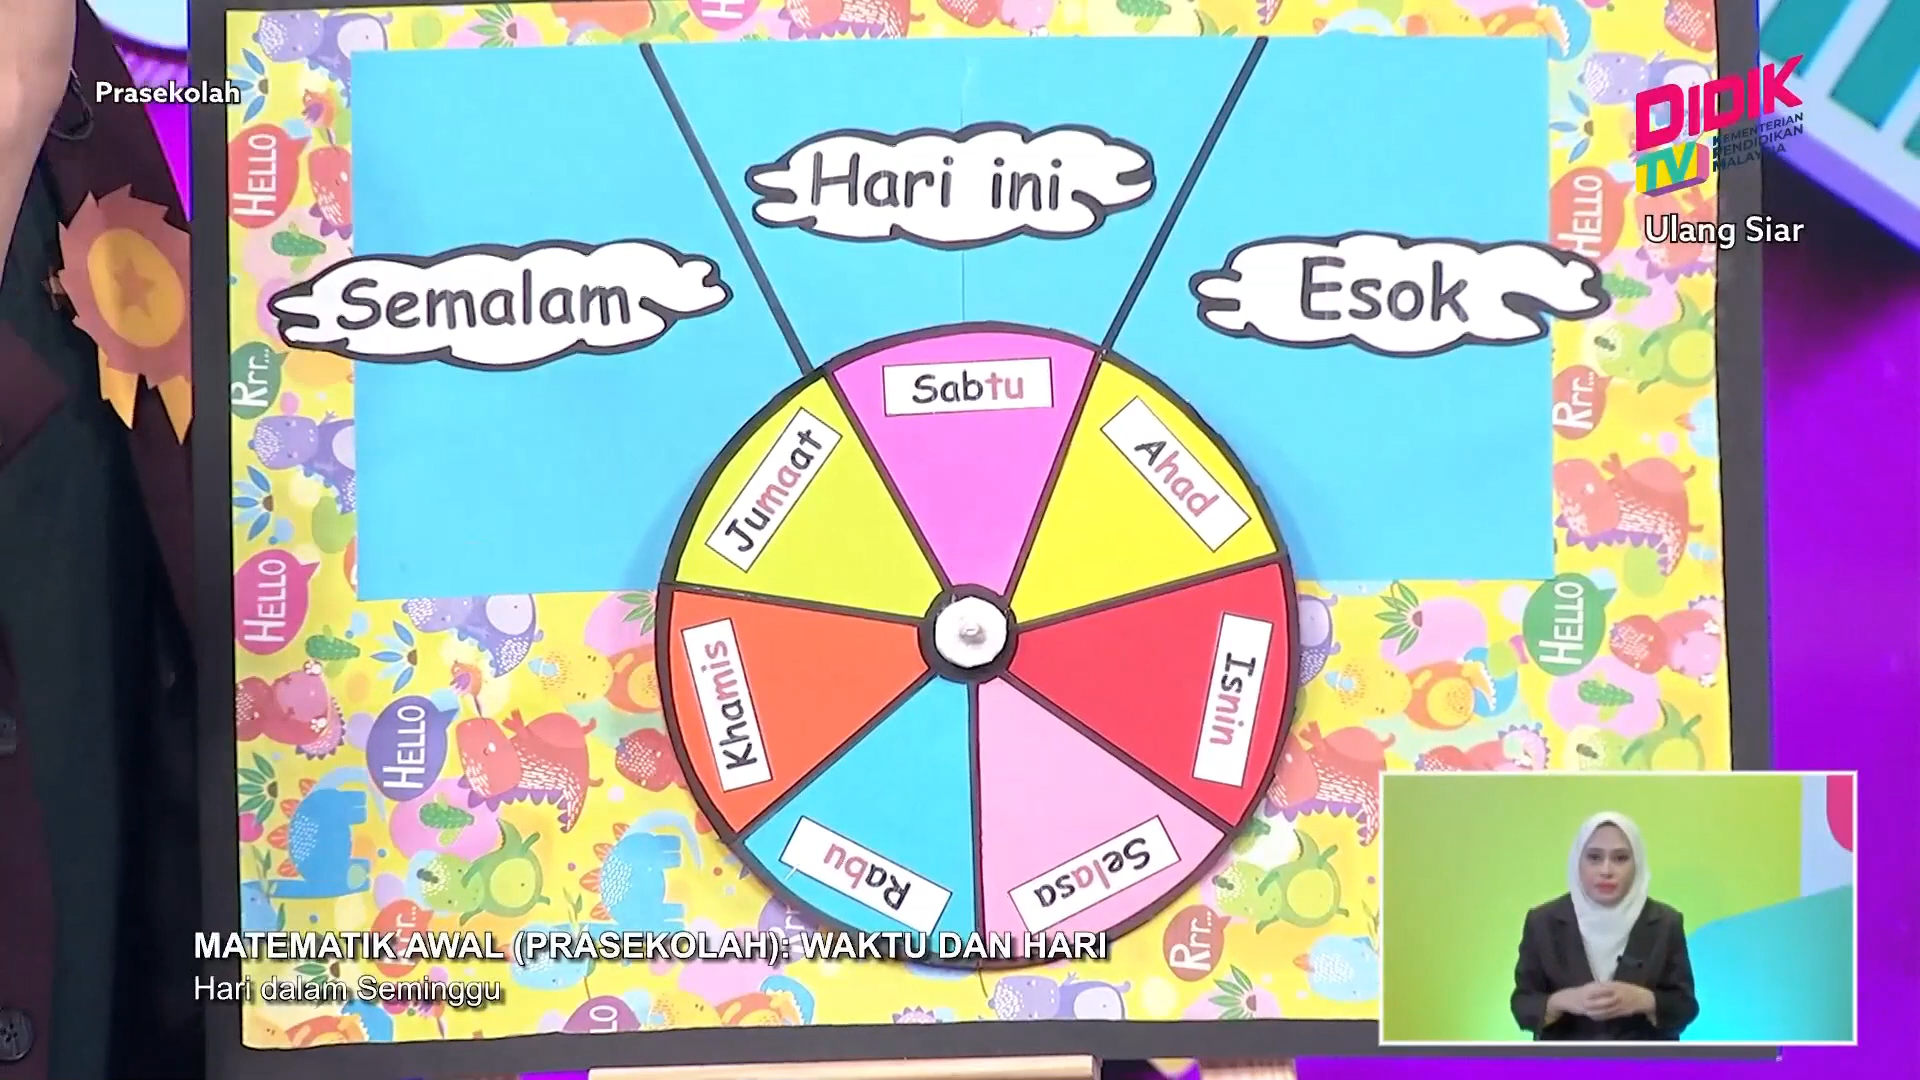 Prasekolah
DIDIK
TV
KEMENTERIAN
PENDIDIKAN
MALAYSIA
Ulang Siar
Hari ini
Semalam
Esok
Sabtu
Jumaat
Ahad
Khamis
Isnin
Rabu
Selasa
HELLO
HELLO
Rrr...
Rrr...
HELLO
HELLO
HELLO
Rrr...
Rrr...
MATEMATIK AWAL (PRASEKOLAH): WAKTU DAN HARI
Hari dalam Seminggu